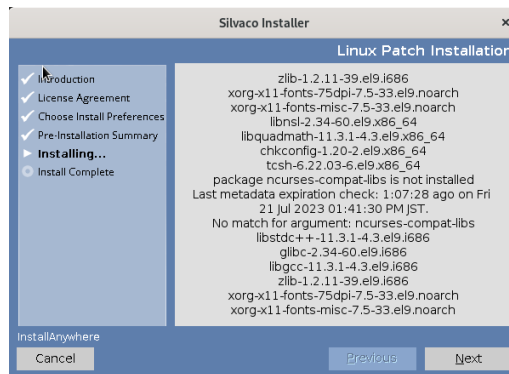 Silvaco Installer
×
Linux Patch Installation
Introduction
License Agreement
Choose Install Preferences
Pre-Installation Summary
Installing...
Install Complete
zlib-1.2.11-39.el9.i686
xorg-x11-fonts-75dpi-7.5-33.el9.noarch
xorg-x11-fonts-misc-7.5-33.el9.noarch
libnsl-2.34-60.el9.x86_64
libquadmath-11.3.1-4.3.el9.x86_64
chkconfig-1.20-2.el9.x86_64
tcsh-6.22.03-6.el9.x86_64
package ncurses-compat-libs is not installed
Last metadata expiration check: 1:07:28 ago on Fri
21 Jul 2023 01:41:30 PM JST.
No match for argument: ncurses-compat-libs
libstdc++-11.3.1-4.3.el9.i686
glibc-2.34-60.el9.i686
libgcc-11.3.1-4.3.el9.i686
zlib-1.2.11-39.el9.i686
xorg-x11-fonts-75dpi-7.5-33.el9.noarch
xorg-x11-fonts-misc-7.5-33.el9.noarch
InstallAnywhere
Cancel
Previous
Next